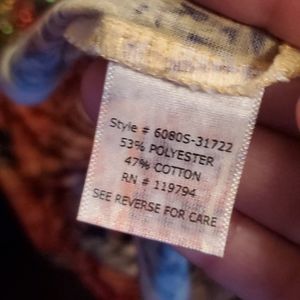 Style # 6080S-31722
53% POLYESTER
47% COTTON
RN # 119794
SEE REVERSE FOR CARE